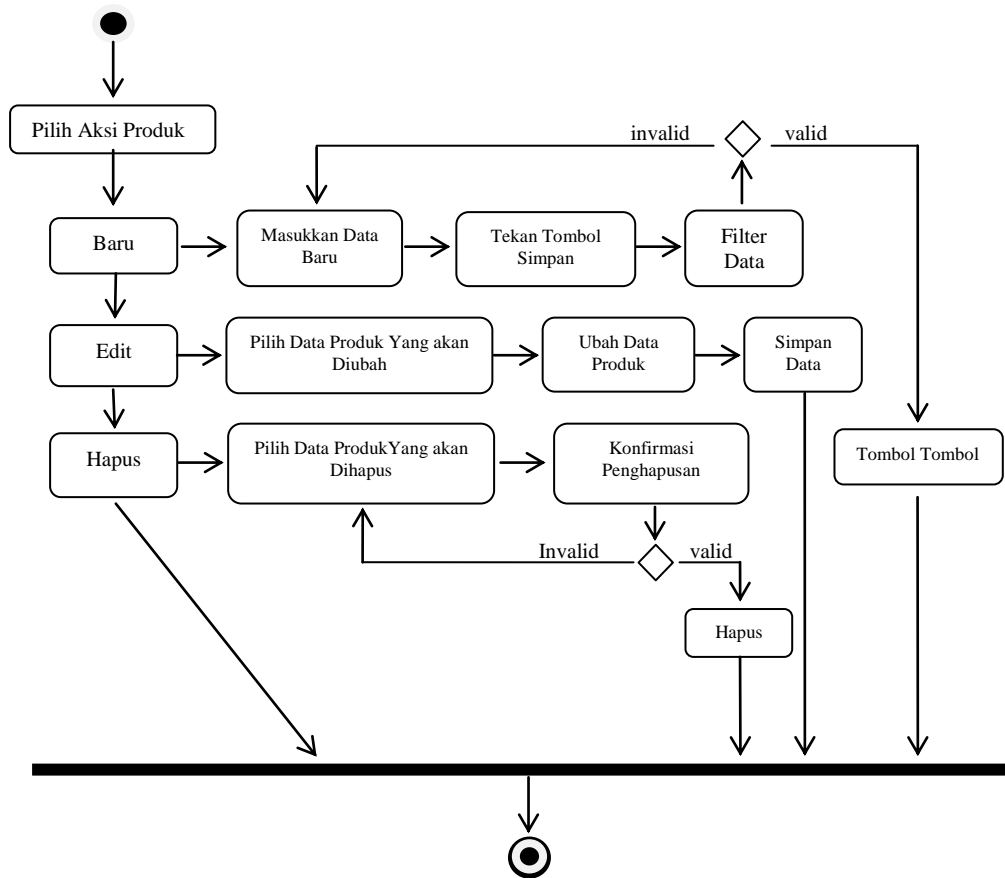 Pilih Aksi Produk
invalid
valid
Baru
Masukkan Data
Baru
Tekan Tombol
Simpan
Filter
Data
Edit
Pilih Data Produk Yang akan
Diubah
Ubah Data
Produk
Simpan
Data
Hapus
Pilih Data ProdukYang akan
Dihapus
Konfirmasi
Penghapusan
Tombol Tombol
Invalid
valid
Hapus